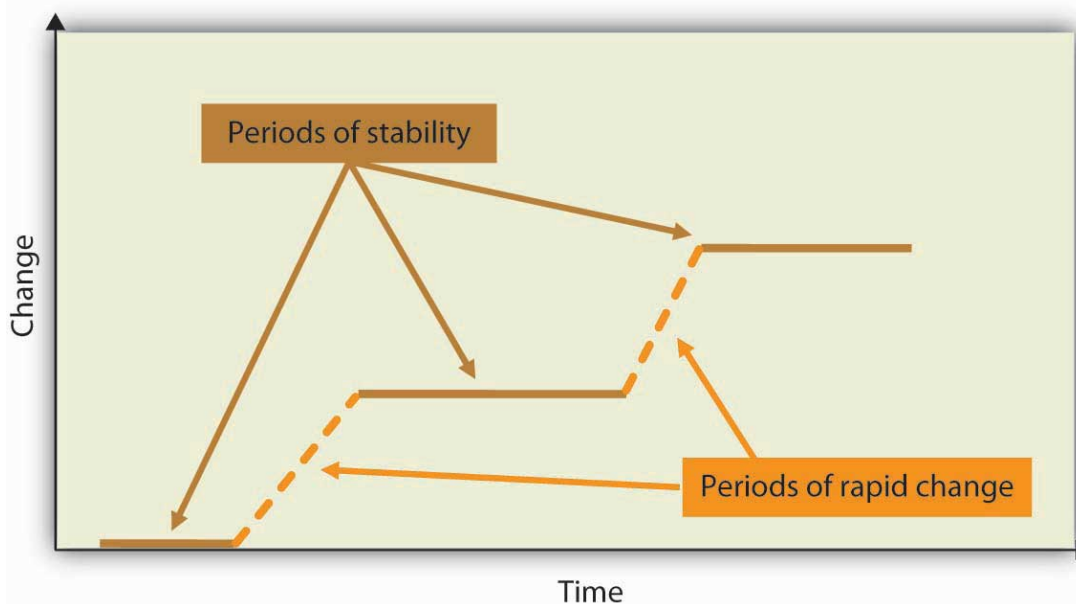 Periods of stability
Change
Periods of rapid change
Time